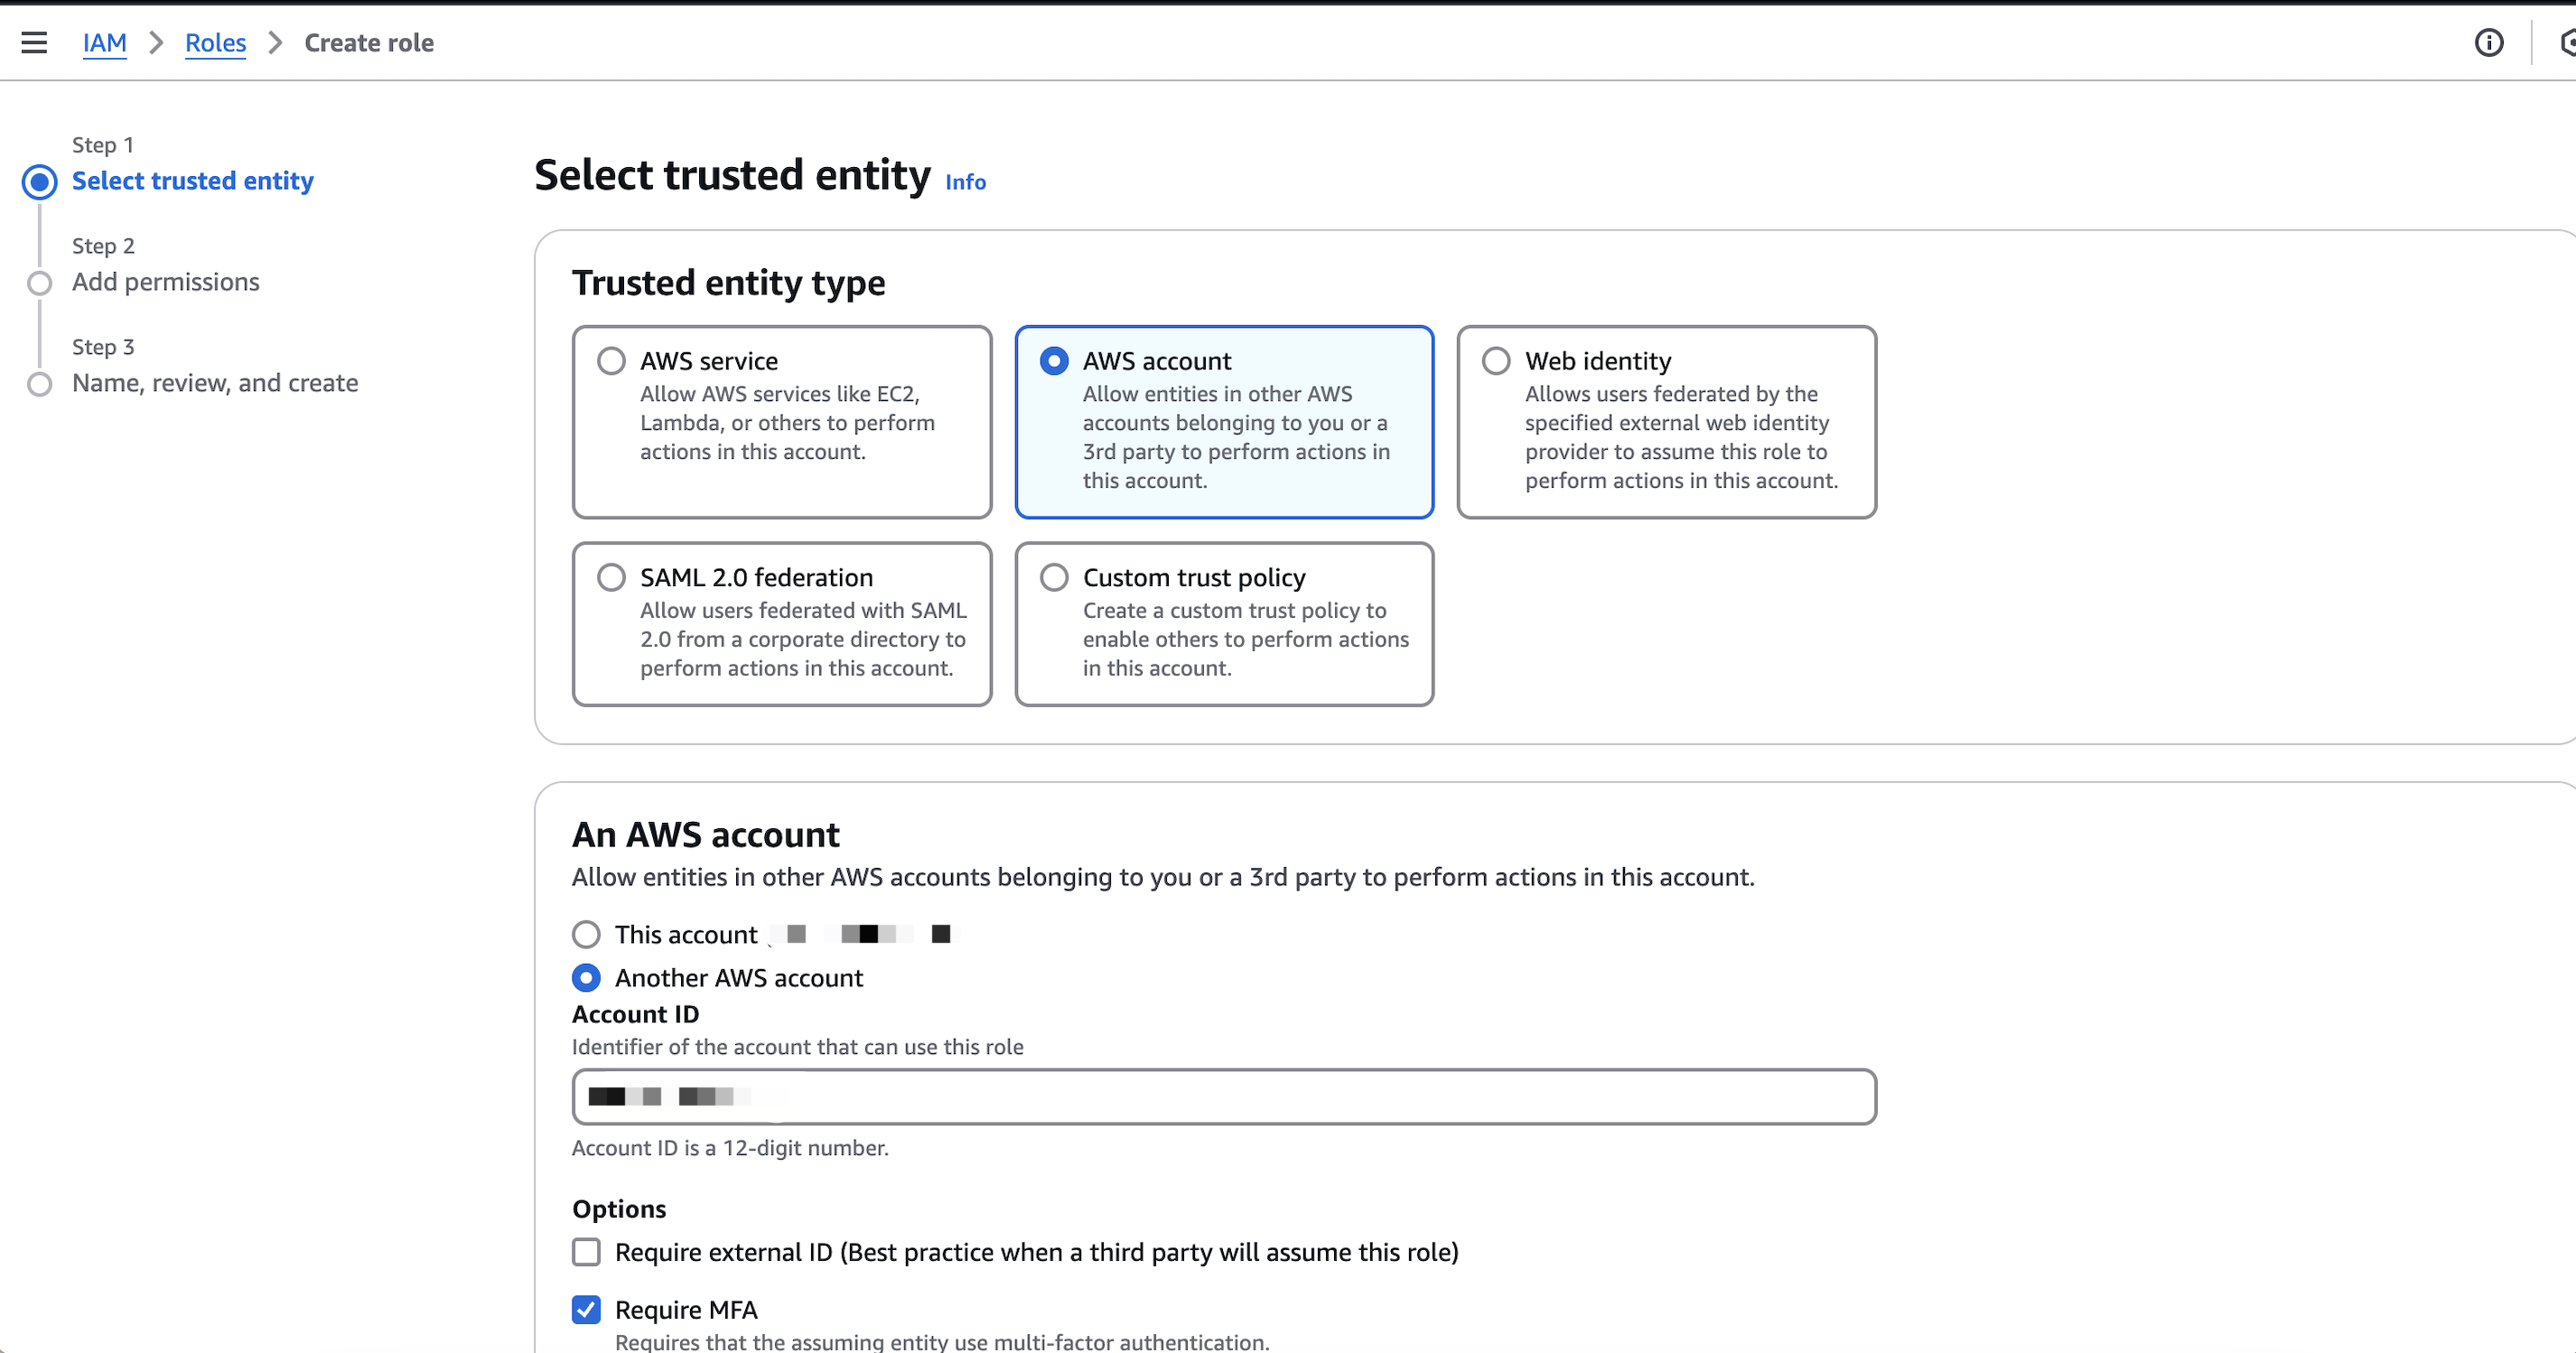 IAM > Roles > Create role
Step 1
Select trusted entity
Step 2
Add permissions
Step 3
Name, review, and create
Select trusted entity Info
Trusted entity type
AWS service
Allow AWS services like EC2,
Lambda, or others to perform
actions in this account.
AWS account
Allow entities in other AWS
accounts belonging to you or a
3rd party to perform actions in
this account.
Web identity
Allows users federated by the
specified external web identity
provider to assume this role to
perform actions in this account.
SAML 2.0 federation
Allow users federated with SAML
2.0 from a corporate directory to
perform actions in this account.
Custom trust policy
Create a custom trust policy to
enable others to perform actions
in this account.
An AWS account
Allow entities in other AWS accounts belonging to you or a 3rd party to perform actions in this account.
This account
Another AWS account
Account ID
Identifier of the account that can use this role
Account ID is a 12-digit number.
Options
Require external ID (Best practice when a third party will assume this role)
Require MFA
Requires that the assuming entity use multi-factor authentication.